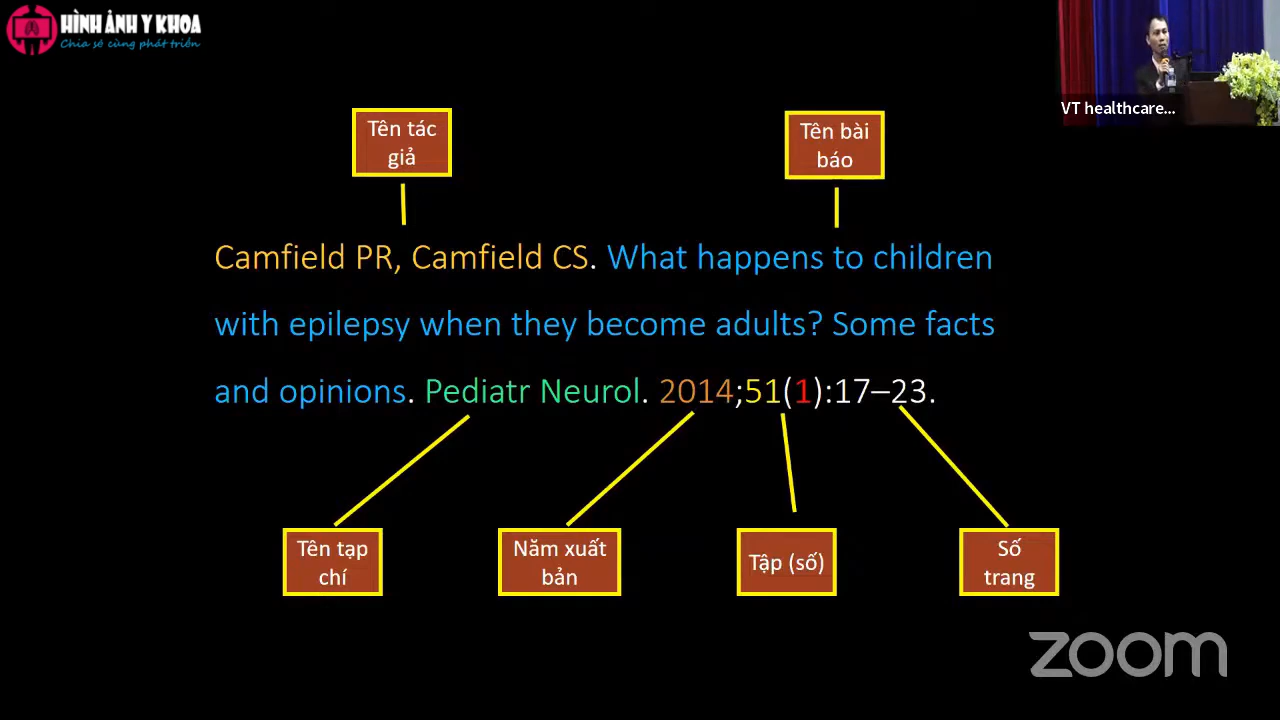 HÌNH ẢNH Y KHOA
Chia sẻ cùng phát triển
VT healthcare...
Tên tác
giả
Tên bài
báo
Camfield PR, Camfield CS. What happens to children
with epilepsy when they become adults? Some facts
and opinions. Pediatr Neurol. 2014;51(1):17–23.
Tên tạp
chí
Năm xuất
bản
Tập (số)
Số
trang
zoom